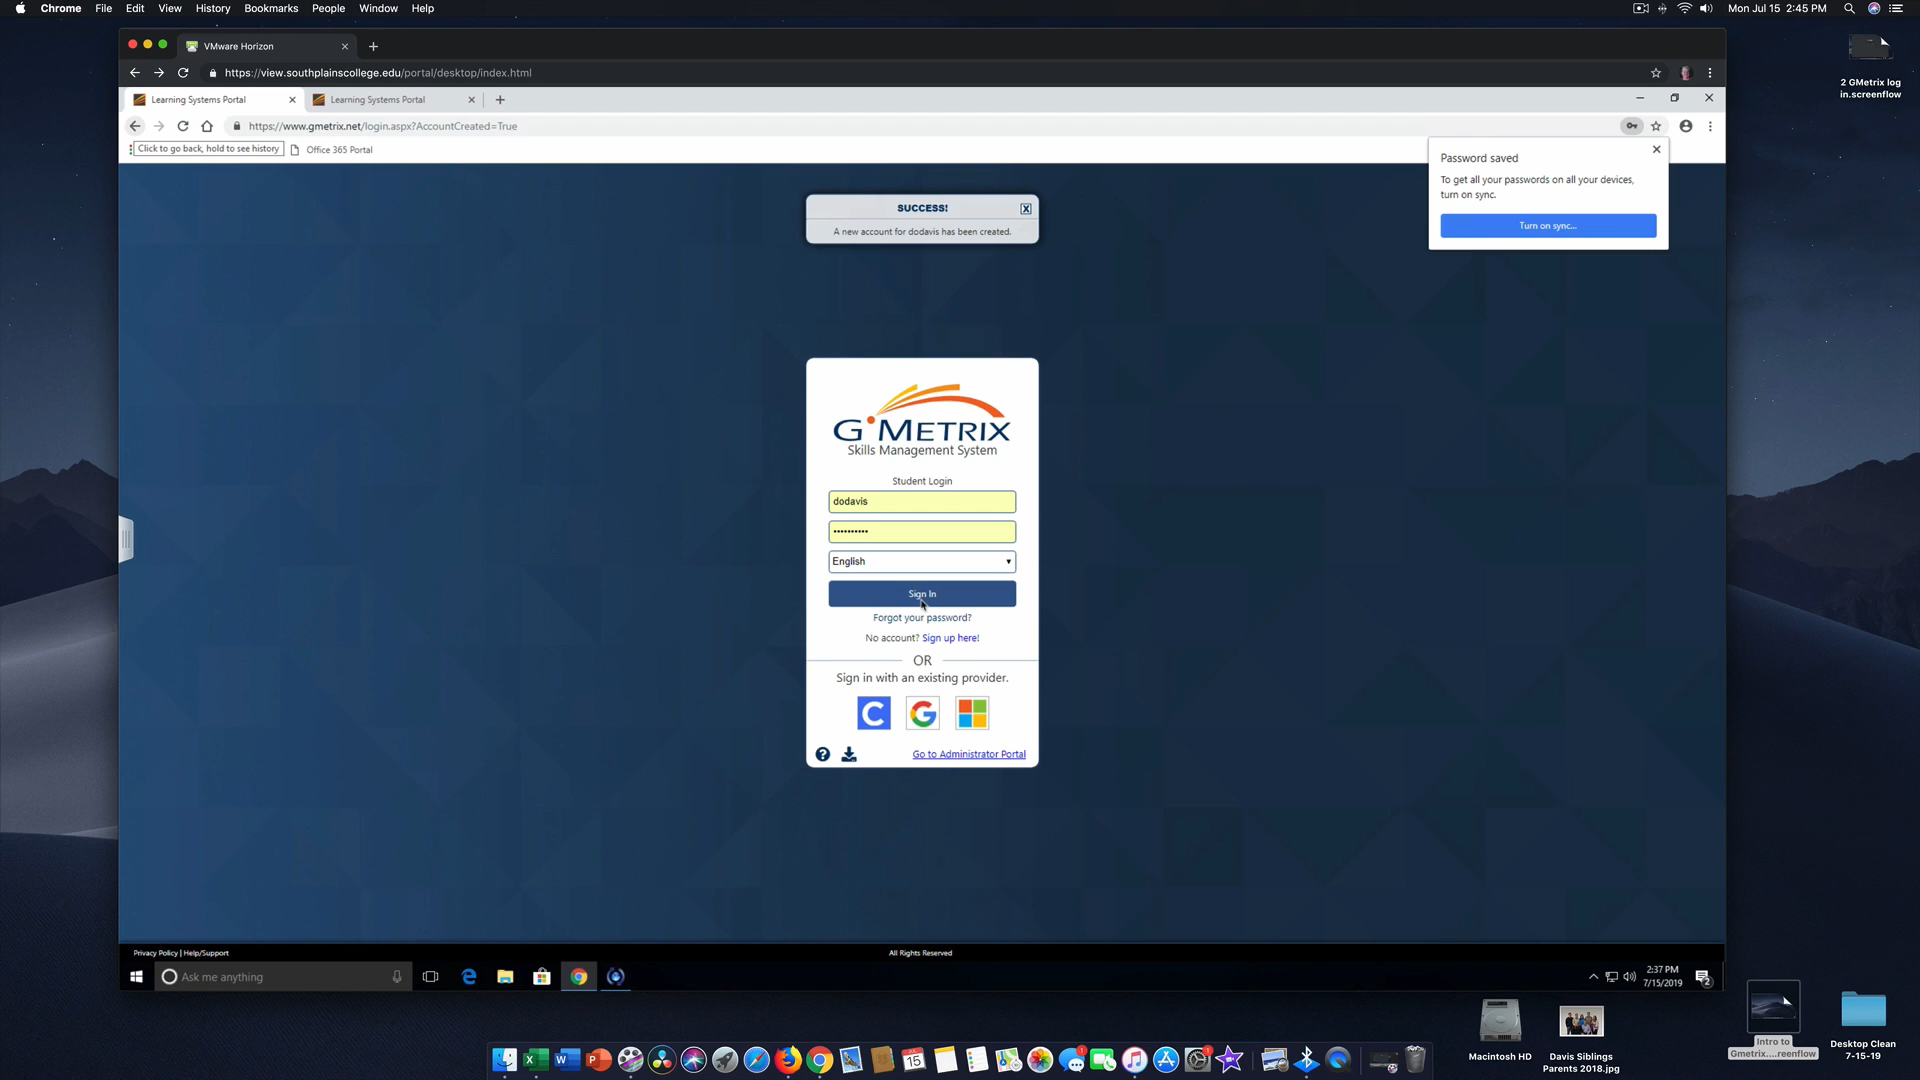 Chrome File Edit View History Bookmarks People Window Help Mon Jul 15 2:45 PM
VMware Horizon
https://view.southplainscollege.edu/portal/desktop/index.html
Learning Systems Portal Learning Systems Portal
https://www.gmetrix.net/login.aspx?AccountCreated=True
Click to go back, hold to see history Office 365 Portal
Password saved
To get all your passwords on all your devices,
turn on sync.
Turn on sync...
SUCCESS!
A new account for dodavis has been created.
GMETRIX
Skills Management System
Student Login
dodavis
English
Sign In
Forgot your password?
No account? Sign up here!
OR
Sign in with an existing provider.
Go to Administrator Portal
Privacy Policy | Help/Support All Rights Reserved
Ask me anything
2:37 PM
7/15/2019
2
2 GMetrix log
in.screenflow
Macintosh HD
Davis Siblings
Parents 2018.jpg
Intro to
Gmetrix....reenflow
Desktop Clean
7-15-19
15